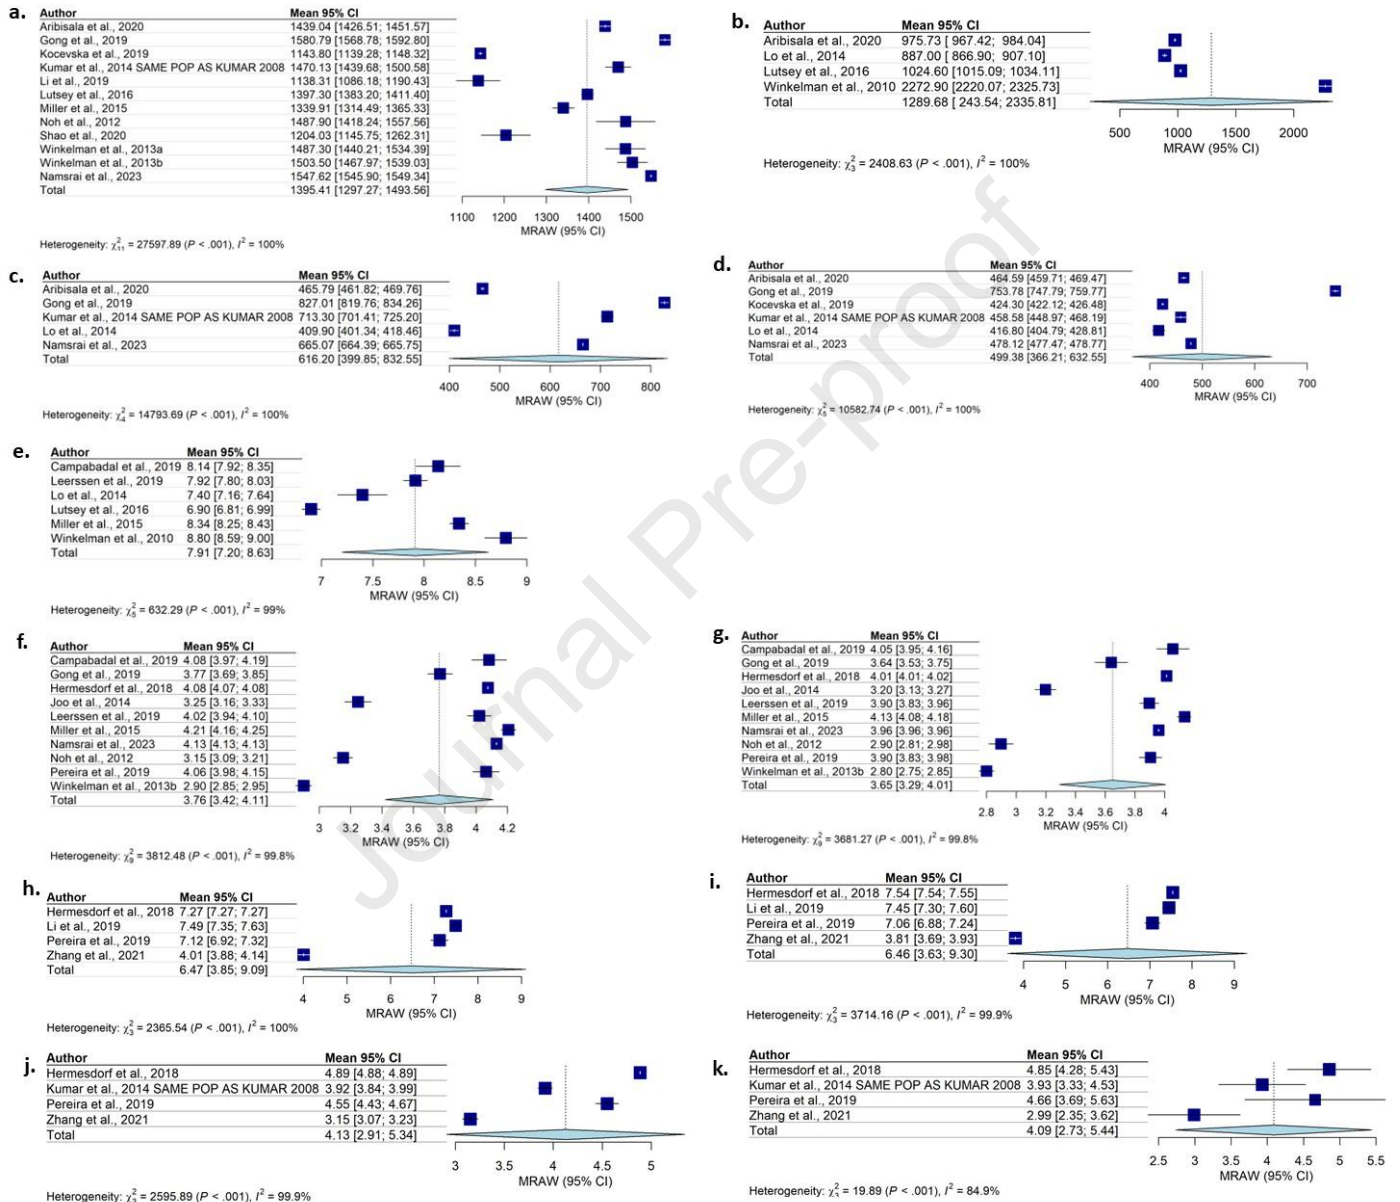 a.
Author Mean 95% CI
Aribisala et al., 2020 1439.04 [1426.51; 1451.57]
Gong et al., 2019 1580.79 [1568.78; 1592.80]
Kocevska et al., 2019 1143.80 [1139.28; 1148.32]
Kumar et al., 2014 SAME POP AS KUMAR 2008 1470.13 [1439.68; 1500.58]
Li et al., 2019 1138.31 [1086.18; 1190.43]
Lutsey et al., 2016 1397.30 [1383.20; 1411.40]
Miller et al., 2015 1339.91 [1314.49; 1365.33]
Noh et al., 2012 1487.90 [1418.24; 1557.56]
Shao et al., 2020 1204.03 [1145.75; 1262.31]
Winkelman et al., 2013a 1487.30 [1440.21; 1534.39]
Winkelman et al., 2013b 1503.50 [1467.97; 1539.03]
Namsrai et al., 2023 1547.62 [1545.90; 1549.34]
Total 1395.41 [1297.27; 1493.56]
1100 1200 1300 1400 1500
MRAW (95% CI)
Heterogeneity: χ²₁₁ = 27597.89 (P < .001), I² = 100%
b.
Author Mean 95% CI
Aribisala et al., 2020 975.73 [ 967.42; 984.04]
Lo et al., 2014 887.00 [ 866.90; 907.10]
Lutsey et al., 2016 1024.60 [1015.09; 1034.11]
Winkelman et al., 2010 2272.90 [2220.07; 2325.73]
Total 1289.68 [ 243.54; 2335.81]
500 1000 1500 2000
MRAW (95% CI)
Heterogeneity: χ²₃ = 2408.63 (P < .001), I² = 100%
c.
Author Mean 95% CI
Aribisala et al., 2020 465.79 [461.82; 469.76]
Gong et al., 2019 827.01 [819.76; 834.26]
Kumar et al., 2014 SAME POP AS KUMAR 2008 713.30 [701.41; 725.20]
Lo et al., 2014 409.90 [401.34; 418.46]
Namsrai et al., 2023 665.07 [664.39; 665.75]
Total 616.20 [399.85; 832.55]
400 500 600 700 800
MRAW (95% CI)
Heterogeneity: χ²₄ = 14793.69 (P < .001), I² = 100%
d.
Author Mean 95% CI
Aribisala et al., 2020 464.59 [459.71; 469.47]
Gong et al., 2019 753.78 [747.79; 759.77]
Kocevska et al., 2019 424.30 [422.12; 426.48]
Kumar et al., 2014 SAME POP AS KUMAR 2008 458.58 [448.97; 468.19]
Lo et al., 2014 416.80 [404.79; 428.81]
Namsrai et al., 2023 478.12 [477.47; 478.77]
Total 499.38 [366.21; 632.55]
400 500 600 700
MRAW (95% CI)
Heterogeneity: χ²₅ = 10582.74 (P < .001), I² = 100%
e.
Author Mean 95% CI
Campabadal et al., 2019 8.14 [7.92; 8.35]
Leerssen et al., 2019 7.92 [7.80; 8.03]
Lo et al., 2014 7.40 [7.16; 7.64]
Lutsey et al., 2016 6.90 [6.81; 6.99]
Miller et al., 2015 8.34 [8.25; 8.43]
Winkelman et al., 2010 8.80 [8.59; 9.00]
Total 7.91 [7.20; 8.63]
7 7.5 8 8.5 9
MRAW (95% CI)
Heterogeneity: χ²₅ = 632.29 (P < .001), I² = 99%
f.
Author Mean 95% CI
Campabadal et al., 2019 4.08 [3.97; 4.19]
Gong et al., 2019 3.77 [3.69; 3.85]
Hermesdorf et al., 2018 4.08 [4.07; 4.08]
Joo et al., 2014 3.25 [3.16; 3.33]
Leerssen et al., 2019 4.02 [3.94; 4.10]
Miller et al., 2015 4.21 [4.16; 4.25]
Namsrai et al., 2023 4.13 [4.13; 4.13]
Noh et al., 2012 3.15 [3.09; 3.21]
Pereira et al., 2019 4.06 [3.98; 4.15]
Winkelman et al., 2013b 2.90 [2.85; 2.95]
Total 3.76 [3.42; 4.11]
3 3.2 3.4 3.6 3.8 4 4.2
MRAW (95% CI)
Heterogeneity: χ²₉ = 3812.48 (P < .001), I² = 99.8%
g.
Author Mean 95% CI
Campabadal et al., 2019 4.05 [3.95; 4.16]
Gong et al., 2019 3.64 [3.53; 3.75]
Hermesdorf et al., 2018 4.01 [4.01; 4.02]
Joo et al., 2014 3.20 [3.13; 3.27]
Leerssen et al., 2019 3.90 [3.83; 3.96]
Miller et al., 2015 4.13 [4.08; 4.18]
Namsrai et al., 2023 3.96 [3.96; 3.96]
Noh et al., 2012 2.90 [2.81; 2.98]
Pereira et al., 2019 3.90 [3.83; 3.98]
Winkelman et al., 2013b 2.80 [2.75; 2.85]
Total 3.65 [3.29; 4.01]
2.8 3 3.2 3.4 3.6 3.8 4
MRAW (95% CI)
Heterogeneity: χ²₉ = 3681.27 (P < .001), I² = 99.8%
h.
Author Mean 95% CI
Hermesdorf et al., 2018 7.27 [7.27; 7.27]
Li et al., 2019 7.49 [7.35; 7.63]
Pereira et al., 2019 7.12 [6.92; 7.32]
Zhang et al., 2021 4.01 [3.88; 4.14]
Total 6.47 [3.85; 9.09]
4 5 6 7 8 9
MRAW (95% CI)
Heterogeneity: χ²₃ = 2365.54 (P < .001), I² = 100%
i.
Author Mean 95% CI
Hermesdorf et al., 2018 7.54 [7.54; 7.55]
Li et al., 2019 7.45 [7.30; 7.60]
Pereira et al., 2019 7.06 [6.88; 7.24]
Zhang et al., 2021 3.81 [3.69; 3.93]
Total 6.46 [3.63; 9.30]
4 5 6 7 8 9
MRAW (95% CI)
Heterogeneity: χ²₃ = 3714.16 (P < .001), I² = 99.9%
j.
Author Mean 95% CI
Hermesdorf et al., 2018 4.89 [4.88; 4.89]
Kumar et al., 2014 SAME POP AS KUMAR 2008 3.92 [3.84; 3.99]
Pereira et al., 2019 4.55 [4.43; 4.67]
Zhang et al., 2021 3.15 [3.07; 3.23]
Total 4.13 [2.91; 5.34]
3 3.5 4 4.5 5
MRAW (95% CI)
Heterogeneity: χ²₃ = 2595.89 (P < .001), I² = 99.9%
k.
Author Mean 95% CI
Hermesdorf et al., 2018 4.85 [4.28; 5.43]
Kumar et al., 2014 SAME POP AS KUMAR 2008 3.93 [3.33; 4.53]
Pereira et al., 2019 4.66 [3.69; 5.63]
Zhang et al., 2021 2.99 [2.35; 3.62]
Total 4.09 [2.73; 5.44]
2.5 3 3.5 4 4.5 5 5.5
MRAW (95% CI)
Heterogeneity: χ²₃ = 19.89 (P < .001), I² = 84.9%
Journal Pre-proof